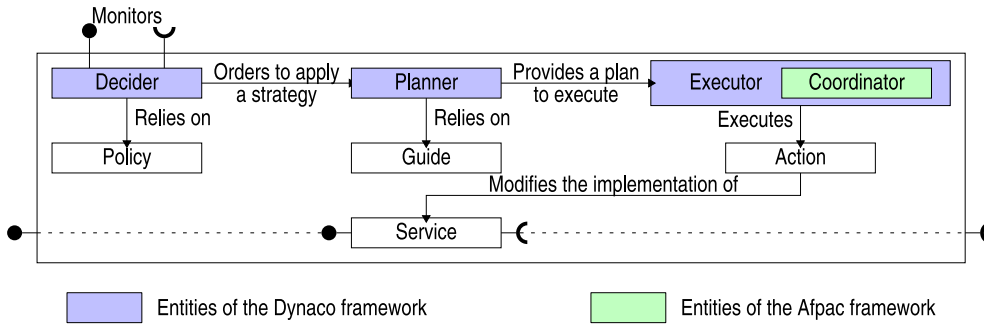 Monitors
Decider
Orders to apply
a strategy
Planner
Provides a plan
to execute
Executor
Coordinator
Relies on
Relies on
Executes
Policy
Guide
Action
Modifies the implementation of
Service
Entities of the Dynaco framework
Entities of the Afpac framework